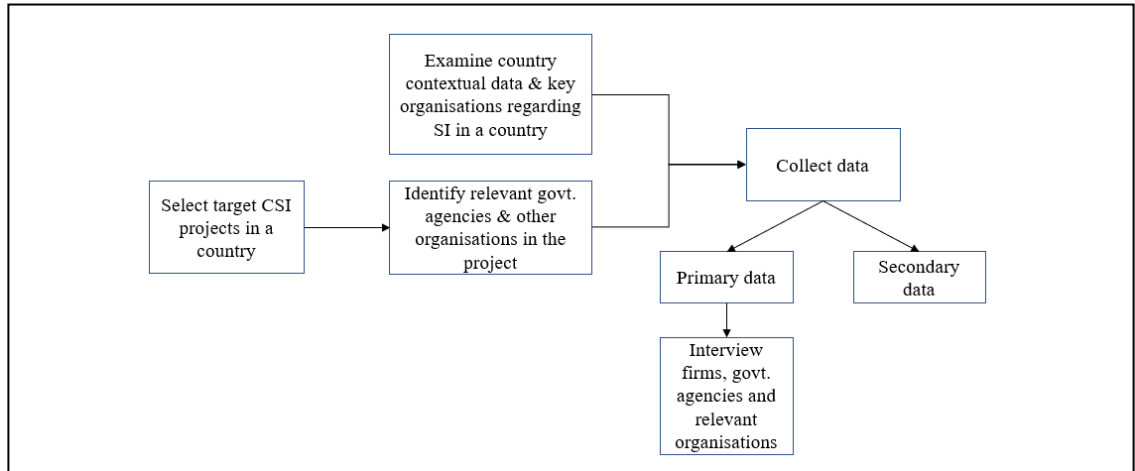 Examine country
contextual data & key
organisations regarding
SI in a country
Collect data
Select target CSI
projects in a
country
Identify relevant govt.
agencies & other
organisations in the
project
Primary data
Secondary
data
Interview
firms, govt.
agencies and
relevant
organisations